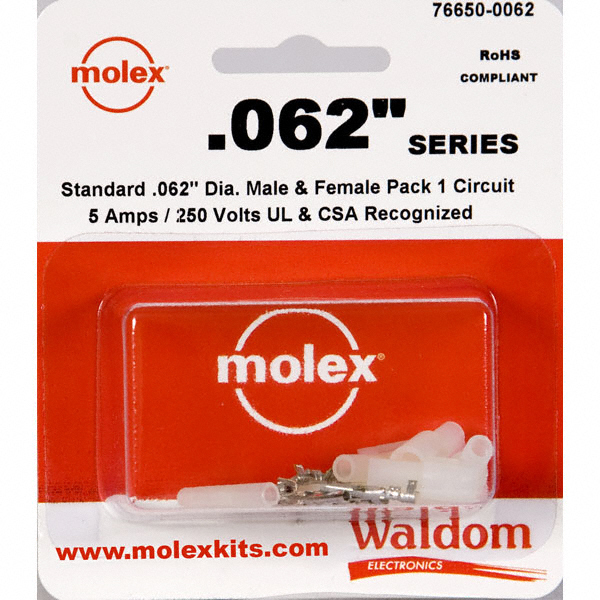 76650-0062
molex®
RoHS
COMPLIANT
.062" SERIES
Standard .062" Dia. Male & Female Pack 1 Circuit
5 Amps / 250 Volts UL & CSA Recognized
molex®
www.molexkits.com
Waldom
ELECTRONICS